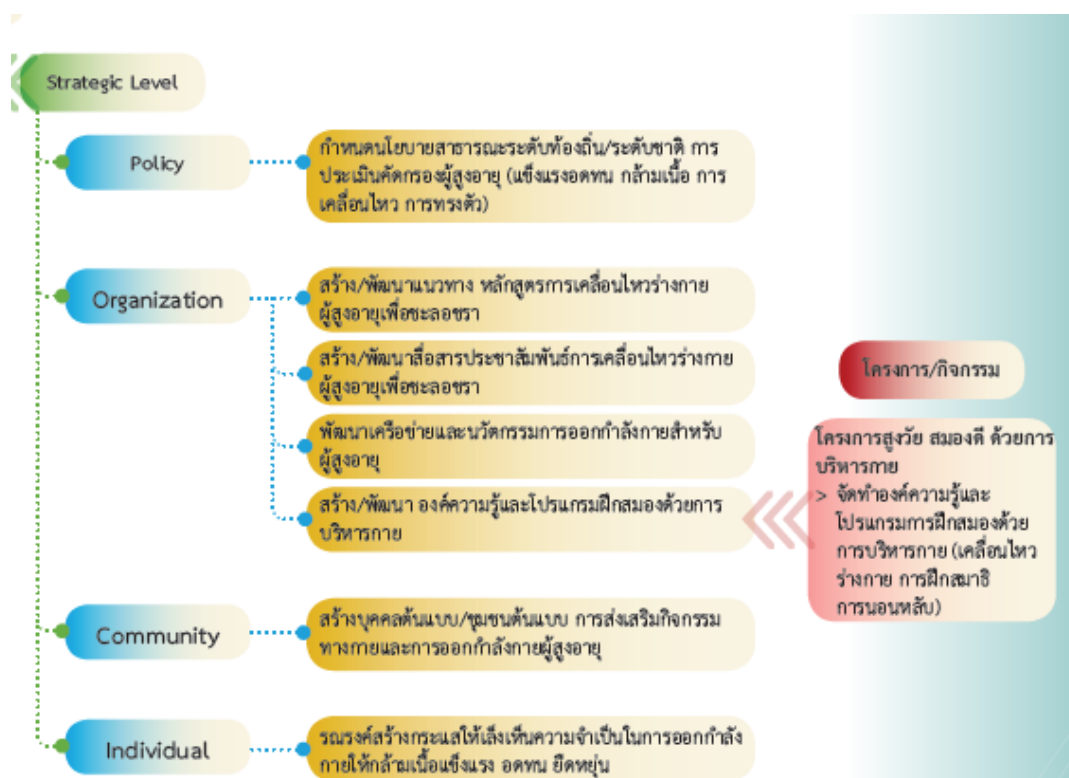 Strategic Level
Policy
กำหนดนโยบายสาธารณะระดับท้องถิ่น/ระดับชาติ การ
ประเมินคัดกรองผู้สูงอายุ (แข็งแรงอดทน กล้ามเนื้อ การ
เคลื่อนไหว การทรงตัว)
Organization
สร้าง/พัฒนาแนวทาง หลักสูตรการเคลื่อนไหวร่างกาย
ผู้สูงอายุเพื่อชะลอชรา
สร้าง/พัฒนาสื่อสารประชาสัมพันธ์การเคลื่อนไหวร่างกาย
ผู้สูงอายุเพื่อชะลอชรา
พัฒนาเครือข่ายและนวัตกรรมการออกกำลังกายสำหรับ
ผู้สูงอายุ
สร้าง/พัฒนา องค์ความรู้และโปรแกรมฝึกสมองด้วยการ
บริหารกาย
โครงการ/กิจกรรม
โครงการสูงวัย สมองดี ด้วยการ
บริหารกาย
> จัดทำองค์ความรู้และ
โปรแกรมการฝึกสมองด้วย
การบริหารกาย (เคลื่อนไหว
ร่างกาย การฝึกสมาธิ
การนอนหลับ)
Community
สร้างบุคคลต้นแบบ/ชุมชนต้นแบบ การส่งเสริมกิจกรรม
ทางกายและการออกกำลังกายผู้สูงอายุ
Individual
รณรงค์สร้างกระแสให้เล็งเห็นความจำเป็นในการออกกำลัง
กายให้กล้ามเนื้อแข็งแรง อดทน ยืดหยุ่น